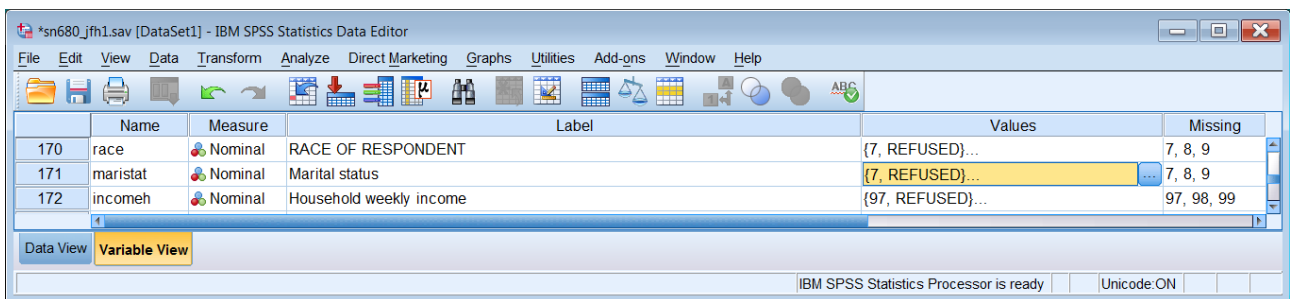 *sn680_jfh1.sav [DataSet1] - IBM SPSS Statistics Data Editor
File Edit View Data Transform Analyze Direct Marketing Graphs Utilities Add-ons Window Help
Name Measure Label Values Missing
170 race Nominal RACE OF RESPONDENT {7, REFUSED}... 7, 8, 9
171 maristat Nominal Marital status {7, REFUSED}... ... 7, 8, 9
172 incomeh Nominal Household weekly income {97, REFUSED}... 97, 98, 99
Data View Variable View
IBM SPSS Statistics Processor is ready Unicode:ON